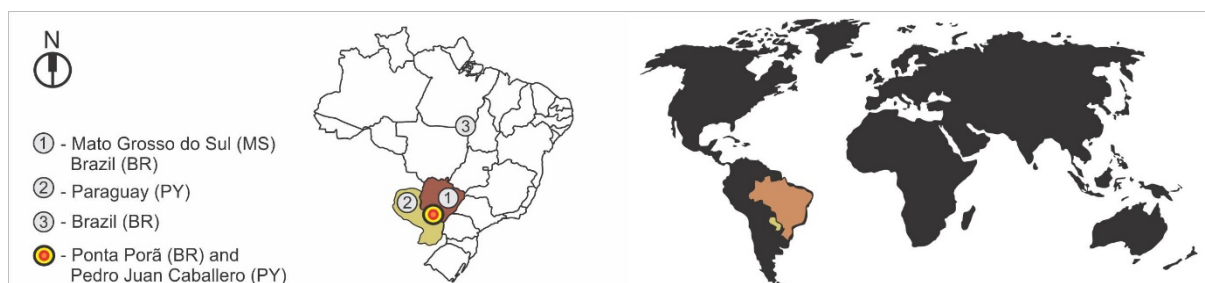 N
1 - Mato Grosso do Sul (MS)
Brazil (BR)
2 - Paraguay (PY)
3 - Brazil (BR)
- Ponta Porã (BR) and
Pedro Juan Caballero (PY)
3
2
1